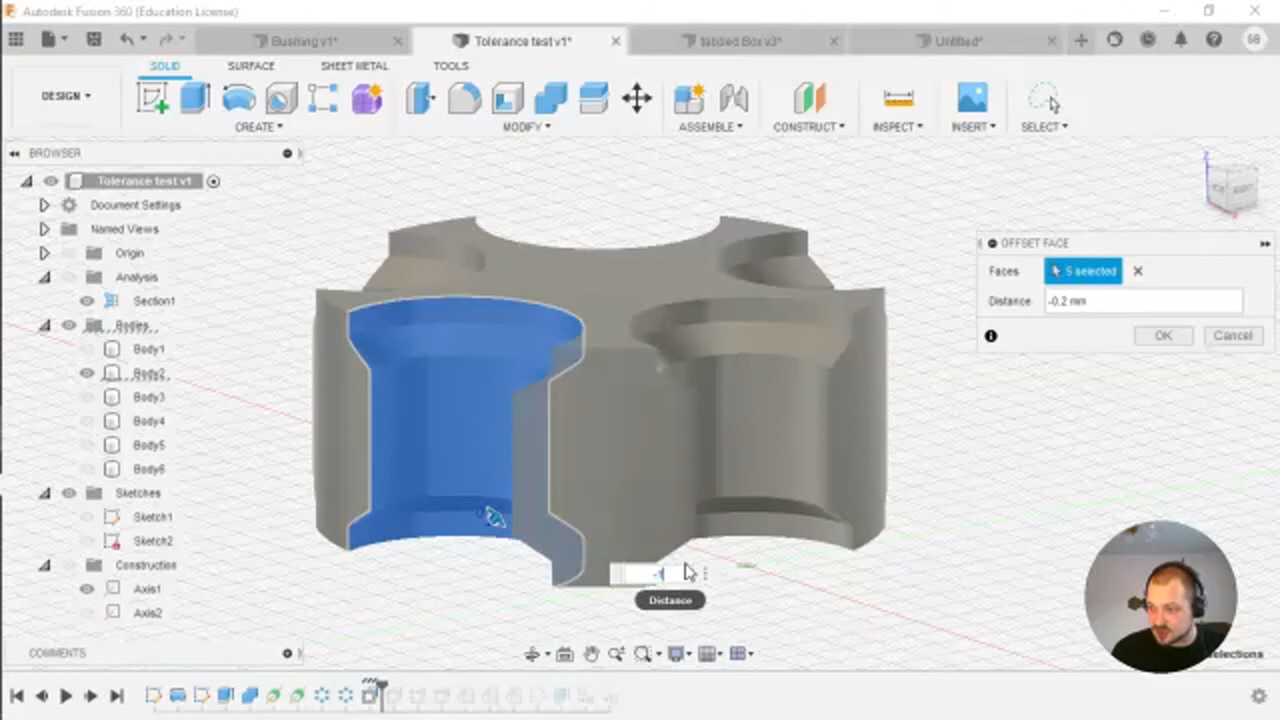 Autodesk Fusion 360 (Education License)
Bushing v1*
Tolerance test v1*
tabbed Box v3*
Untitled*
SB
SOLID
SURFACE
SHEET METAL
TOOLS
DESIGN
CREATE
MODIFY
ASSEMBLE
CONSTRUCT
INSPECT
INSERT
SELECT
BROWSER
Tolerance test v1
Document Settings
Named Views
Origin
Analysis
Section1
Bodies
Body1
Body2
Body3
Body4
Body5
Body6
Sketches
Sketch1
Sketch2
Construction
Axis1
Axis2
OFFSET FACE
Faces
5 selected
Distance
-0.2 mm
OK
Cancel
Distance
COMMENTS